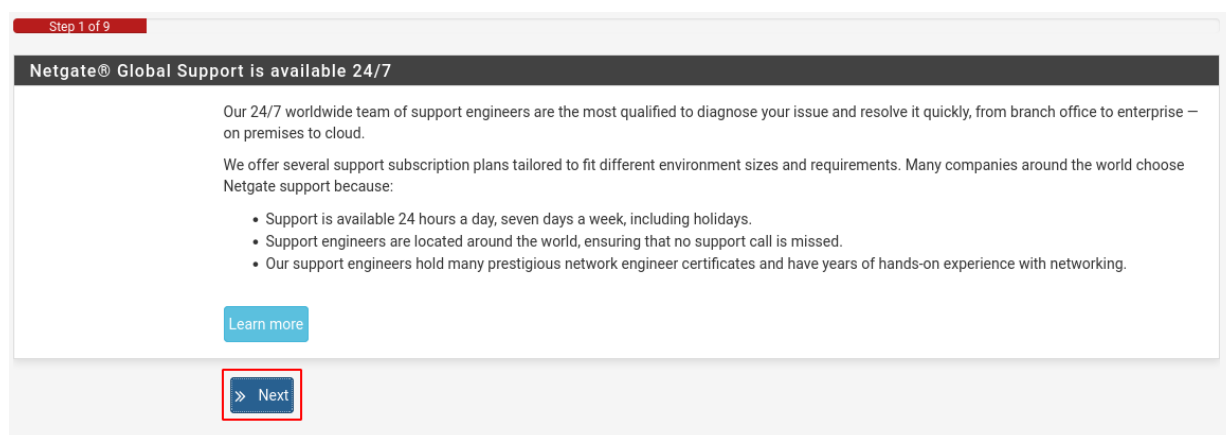 Step 1 of 9
Netgate® Global Support is available 24/7
Our 24/7 worldwide team of support engineers are the most qualified to diagnose your issue and resolve it quickly, from branch office to enterprise —
on premises to cloud.
We offer several support subscription plans tailored to fit different environment sizes and requirements. Many companies around the world choose
Netgate support because:
• Support is available 24 hours a day, seven days a week, including holidays.
• Support engineers are located around the world, ensuring that no support call is missed.
• Our support engineers hold many prestigious network engineer certificates and have years of hands-on experience with networking.
Learn more
» Next